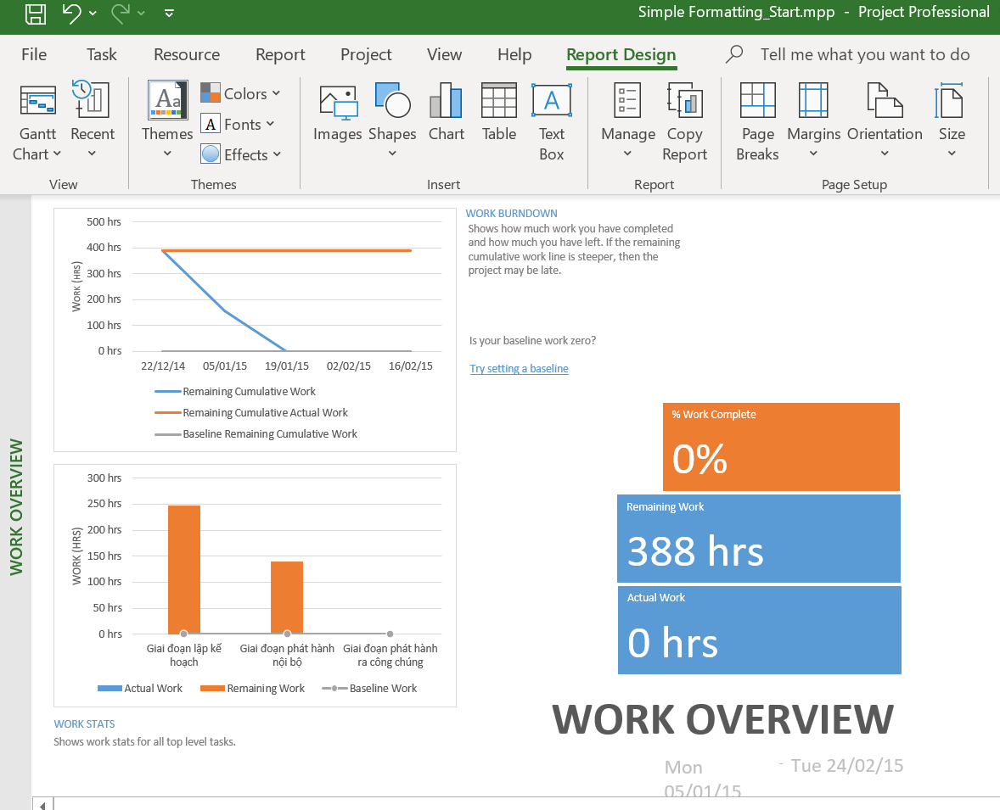 Simple Formatting_Start.mpp - Project Professional
File Task Resource Report Project View Help Report Design Tell me what you want to do
Gantt Chart
Recent
View
Themes
Colors
Fonts
Effects
Themes
Images
Shapes
Chart
Table
Text Box
Insert
Manage
Copy Report
Report
Page Breaks
Margins
Orientation
Size
Page Setup
WORK OVERVIEW
500 hrs
400 hrs
300 hrs
200 hrs
100 hrs
0 hrs
WORK (HRS)
22/12/14 05/01/15 19/01/15 02/02/15 16/02/15
Remaining Cumulative Work
Remaining Cumulative Actual Work
Baseline Remaining Cumulative Work
WORK BURNDOWN
Shows how much work you have completed
and how much you have left. If the remaining
cumulative work line is steeper, then the
project may be late.
Is your baseline work zero?
Try setting a baseline
% Work Complete
0%
Remaining Work
388 hrs
Actual Work
0 hrs
300 hrs
250 hrs
200 hrs
150 hrs
100 hrs
50 hrs
0 hrs
WORK (HRS)
Giai đoạn lập kế
hoạch
Giai đoạn phát hành
nội bộ
Giai đoạn phát hành
ra công chúng
Actual Work Remaining Work Baseline Work
WORK STATS
Shows work stats for all top level tasks.
WORK OVERVIEW
Mon
05/01/15
- Tue 24/02/15